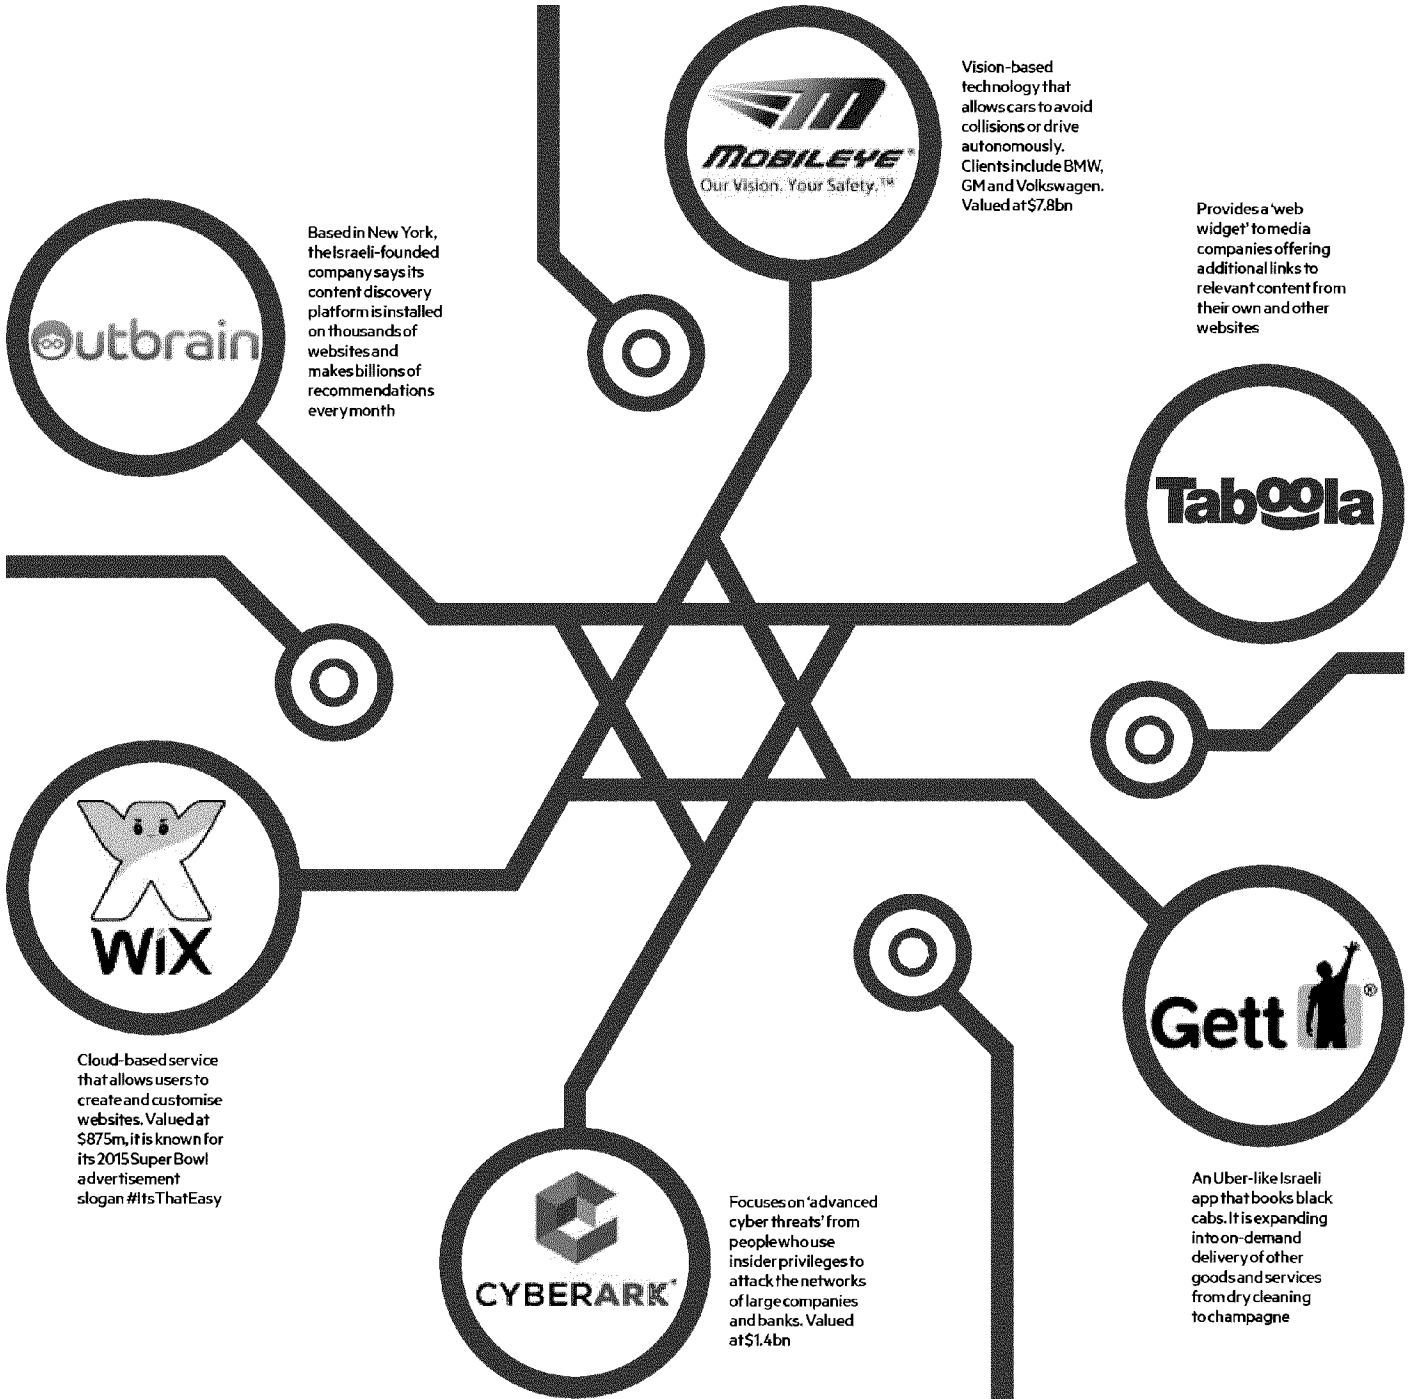 MOBILEYE®
Our Vision. Your Safety.™
Vision-based
technology that
allows cars to avoid
collisions or drive
autonomously.
Clients include BMW,
GM and Volkswagen.
Valued at $7.8bn
Outbrain
Based in New York,
the Israeli-founded
company says its
content discovery
platform is installed
on thousands of
websites and
makes billions of
recommendations
every month
Provides a ‘web
widget’ to media
companies offering
additional links to
relevant content from
their own and other
websites
Taboola
WiX
Cloud-based service
that allows users to
create and customise
websites. Valued at
$875m, it is known for
its 2015 Super Bowl
advertisement
slogan #ItsThatEasy
CYBERARK®
Focuses on ‘advanced
cyber threats’ from
people who use
insider privileges to
attack the networks
of large companies
and banks. Valued
at $1.4bn
Gett®
An Uber-like Israeli
app that books black
cabs. It is expanding
into on-demand
delivery of other
goods and services
from dry cleaning
to champagne